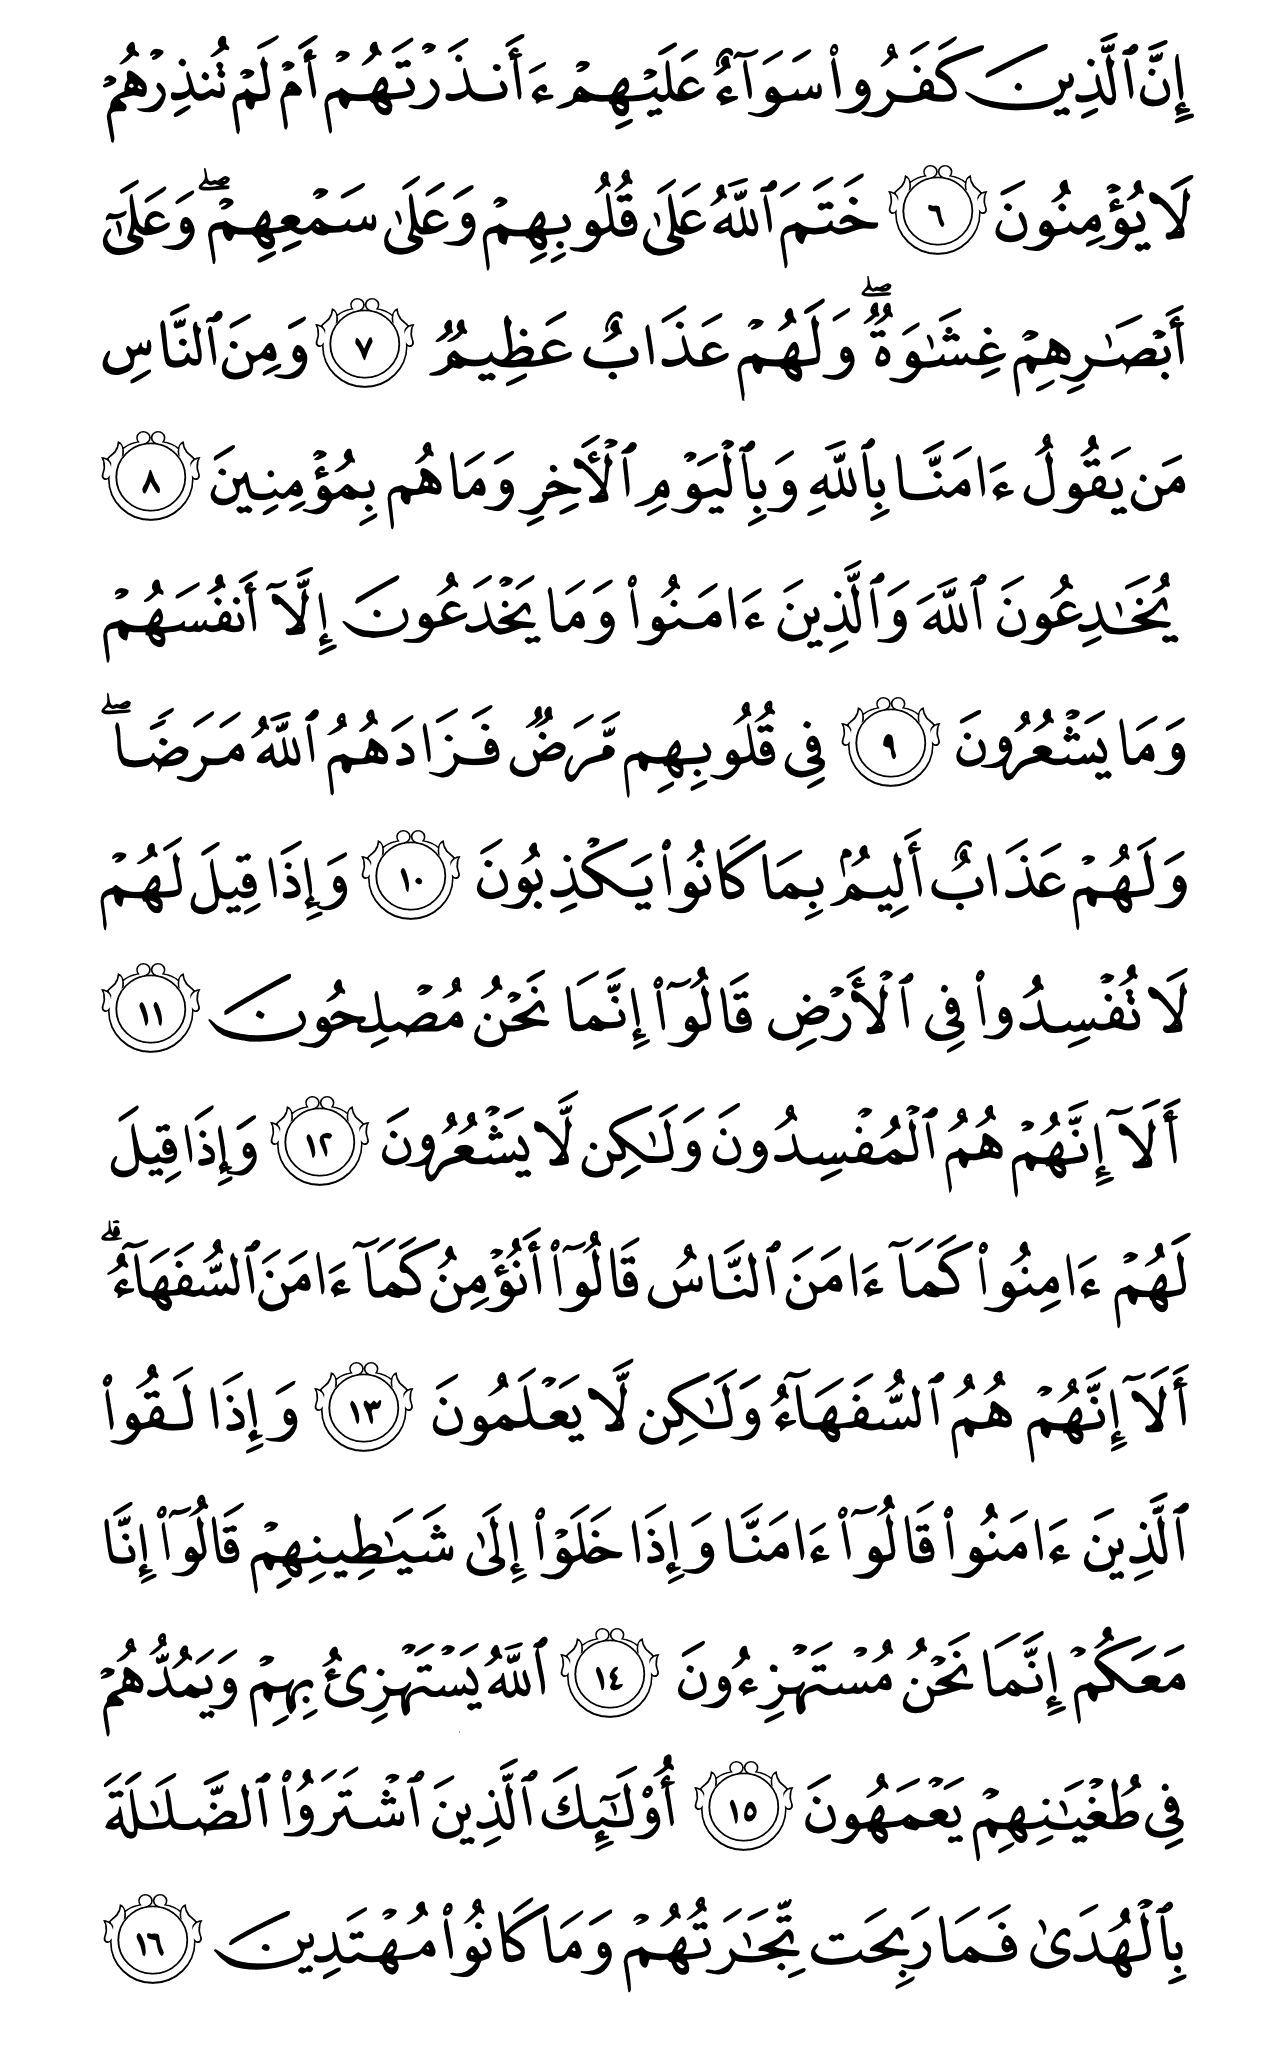 إِنَّ ٱلَّذِينَ كَفَرُوا۟ سَوَآءٌ عَلَيْهِمْ ءَأَنذَرْتَهُمْ أَمْ لَمْ تُنذِرْهُمْ
لَا يُؤْمِنُونَ ٦ خَتَمَ ٱللَّهُ عَلَىٰ قُلُوبِهِمْ وَعَلَىٰ سَمْعِهِمْ ۖ وَعَلَىٰٓ
أَبْصَـٰرِهِمْ غِشَـٰوَةٌ ۖ وَلَهُمْ عَذَابٌ عَظِيمٌ ٧ وَمِنَ ٱلنَّاسِ
مَن يَقُولُ ءَامَنَّا بِٱللَّهِ وَبِٱلْيَوْمِ ٱلْـَٔاخِرِ وَمَا هُم بِمُؤْمِنِينَ ٨
يُخَـٰدِعُونَ ٱللَّهَ وَٱلَّذِينَ ءَامَنُوا۟ وَمَا يَخْدَعُونَ إِلَّآ أَنفُسَهُمْ
وَمَا يَشْعُرُونَ ٩ فِى قُلُوبِهِم مَّرَضٌ فَزَادَهُمُ ٱللَّهُ مَرَضًا ۖ
وَلَهُمْ عَذَابٌ أَلِيمٌۢ بِمَا كَانُوا۟ يَكْذِبُونَ ١٠ وَإِذَا قِيلَ لَهُمْ
لَا تُفْسِدُوا۟ فِى ٱلْأَرْضِ قَالُوٓا۟ إِنَّمَا نَحْنُ مُصْلِحُونَ ١١
أَلَآ إِنَّهُمْ هُمُ ٱلْمُفْسِدُونَ وَلَـٰكِن لَّا يَشْعُرُونَ ١٢ وَإِذَا قِيلَ
لَهُمْ ءَامِنُوا۟ كَمَآ ءَامَنَ ٱلنَّاسُ قَالُوٓا۟ أَنُؤْمِنُ كَمَآ ءَامَنَ ٱلسُّفَهَآءُ ۗ
أَلَآ إِنَّهُمْ هُمُ ٱلسُّفَهَآءُ وَلَـٰكِن لَّا يَعْلَمُونَ ١٣ وَإِذَا لَقُوا۟
ٱلَّذِينَ ءَامَنُوا۟ قَالُوٓا۟ ءَامَنَّا وَإِذَا خَلَوْا۟ إِلَىٰ شَيَـٰطِينِهِمْ قَالُوٓا۟ إِنَّا
مَعَكُمْ إِنَّمَا نَحْنُ مُسْتَهْزِءُونَ ١٤ ٱللَّهُ يَسْتَهْزِئُ بِهِمْ وَيَمُدُّهُمْ
فِى طُغْيَـٰنِهِمْ يَعْمَهُونَ ١٥ أُو۟لَـٰٓئِكَ ٱلَّذِينَ ٱشْتَرَوُا۟ ٱلضَّلَـٰلَةَ
بِٱلْهُدَىٰ فَمَا رَبِحَت تِّجَـٰرَتُهُمْ وَمَا كَانُوا۟ مُهْتَدِينَ ١٦